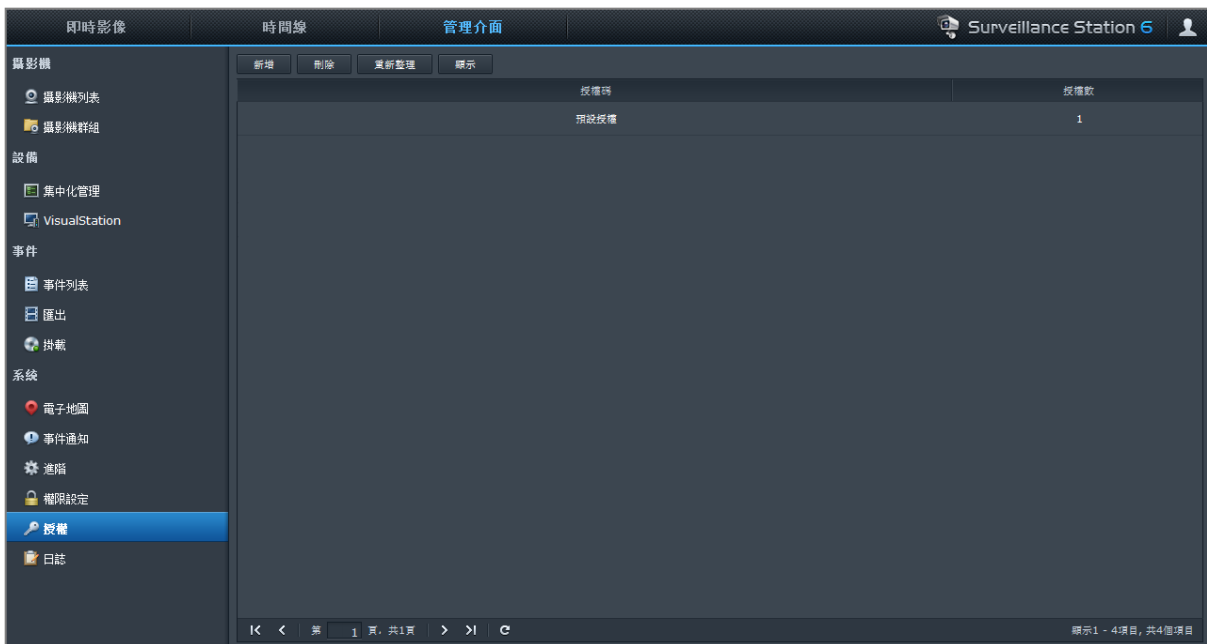 即時影像 時間線 管理介面 Surveillance Station 6
攝影機
新增 刪除 重新整理 顯示
授權碼 授權數
攝影機列表
預設授權 1
攝影機群組
設備
集中化管理
VisualStation
事件
事件列表
匯出
掛載
系統
電子地圖
事件通知
進階
權限設定
授權
日誌
第 1 頁, 共1頁 顯示1 - 4項目, 共4個項目